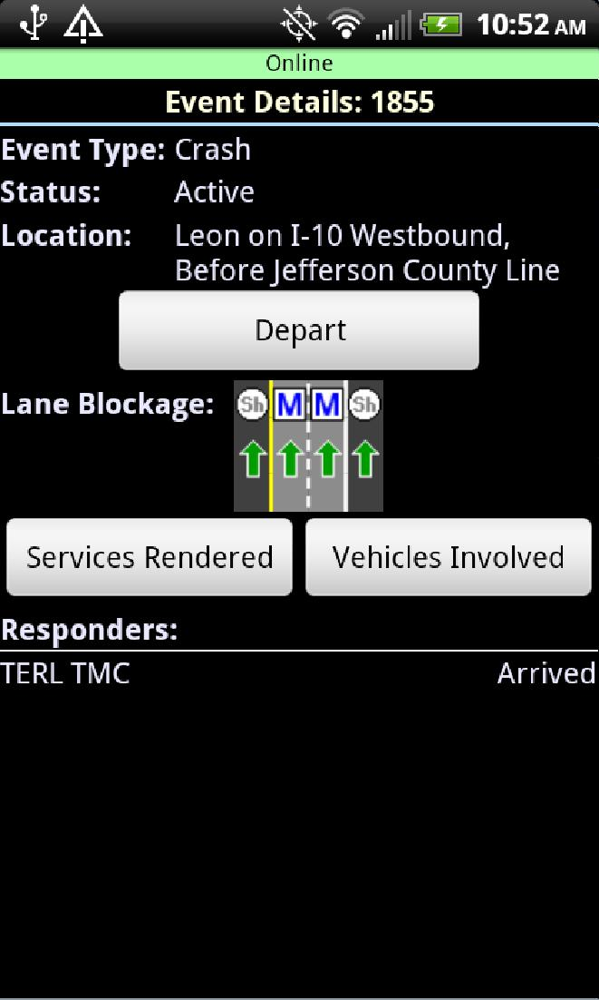 10:52 AM
Online
Event Details: 1855
Event Type: Crash
Status: Active
Location: Leon on I-10 Westbound,
Before Jefferson County Line
Depart
Lane Blockage: Sh M M Sh
Services Rendered Vehicles Involved
Responders:
TERL TMC Arrived